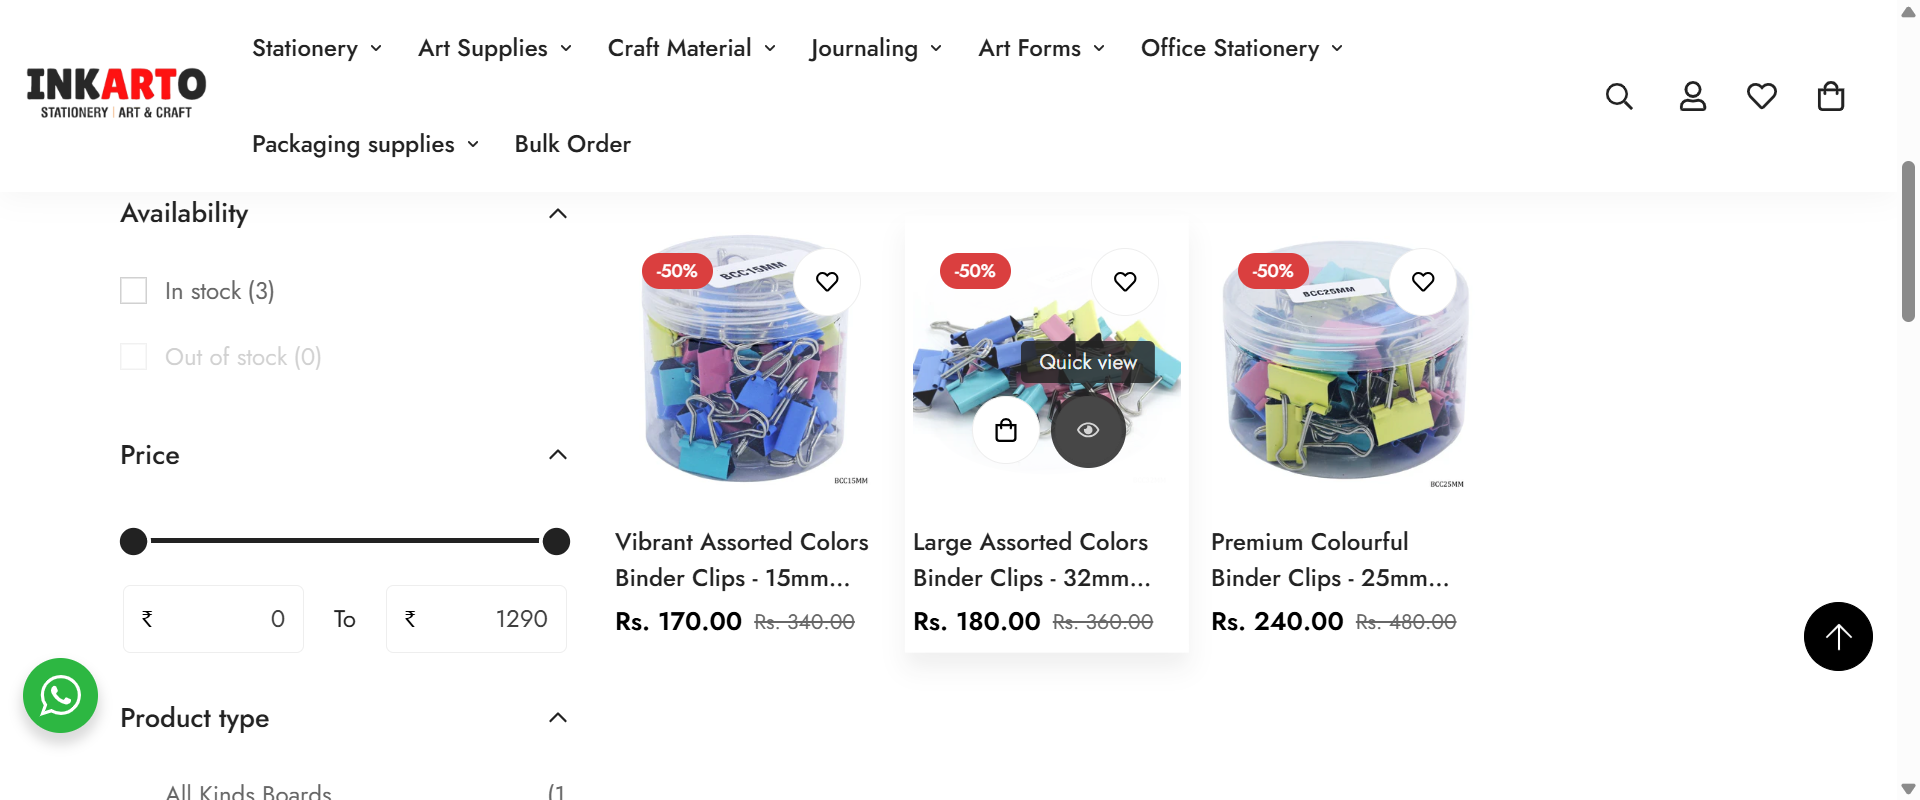 Stationery
Art Supplies
Craft Material
Journaling
Art Forms
Office Stationery
INKARTO
STATIONERY | ART & CRAFT
Packaging supplies
Bulk Order
Availability
In stock (3)
Out of stock (0)
Price
₹ 0 To ₹ 1290
Product type
All Kinds Boards (1
-50%
BCC15MM
BCC15MM
Vibrant Assorted Colors
Binder Clips - 15mm...
Rs. 170.00 Rs. 340.00
-50%
Quick view
Large Assorted Colors
Binder Clips - 32mm...
Rs. 180.00 Rs. 360.00
-50%
BCC25MM
BCC25MM
Premium Colourful
Binder Clips - 25mm...
Rs. 240.00 Rs. 480.00